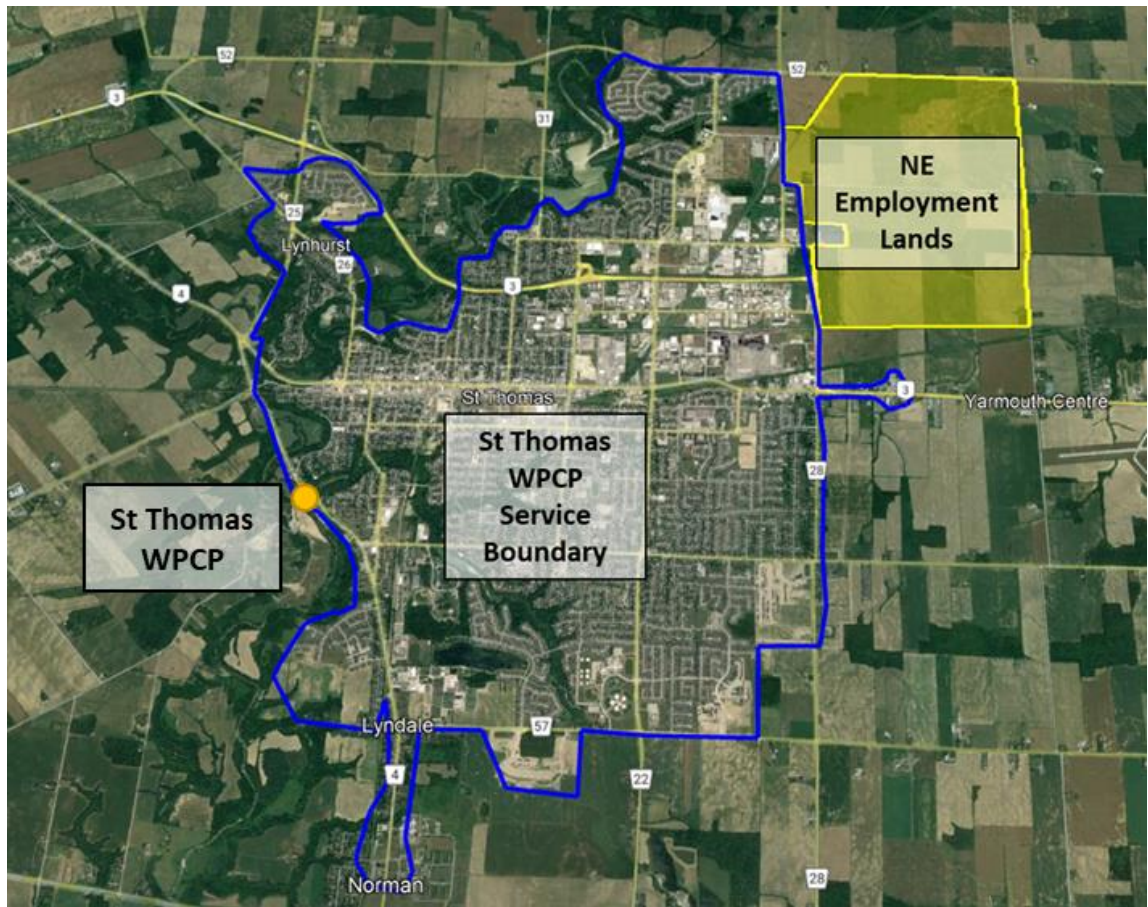 52
3
31
52
NE
Employment
Lands
25
Lynhurst
26
4
3
St Thomas
3
Yarmouth Centre
St Thomas
WPCP
Service
Boundary
28
St Thomas
WPCP
Lyndale
57
4
22
Norman
28